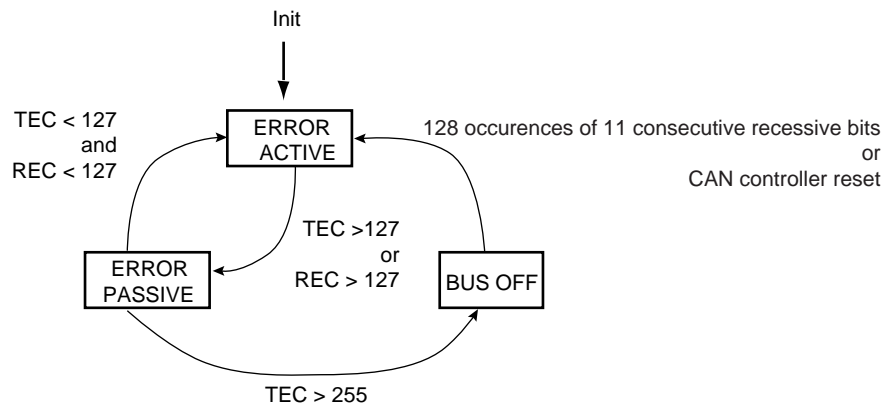 Init
TEC < 127
and
REC < 127
ERROR
ACTIVE
128 occurences of 11 consecutive recessive bits
or
CAN controller reset
TEC >127
or
REC > 127
ERROR
PASSIVE
BUS OFF
TEC > 255